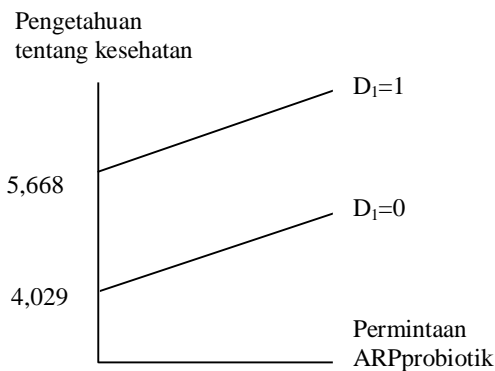 Pengetahuan
tentang kesehatan
D₁=1
5,668
D₁=0
4,029
Permintaan
ARPprobiotik